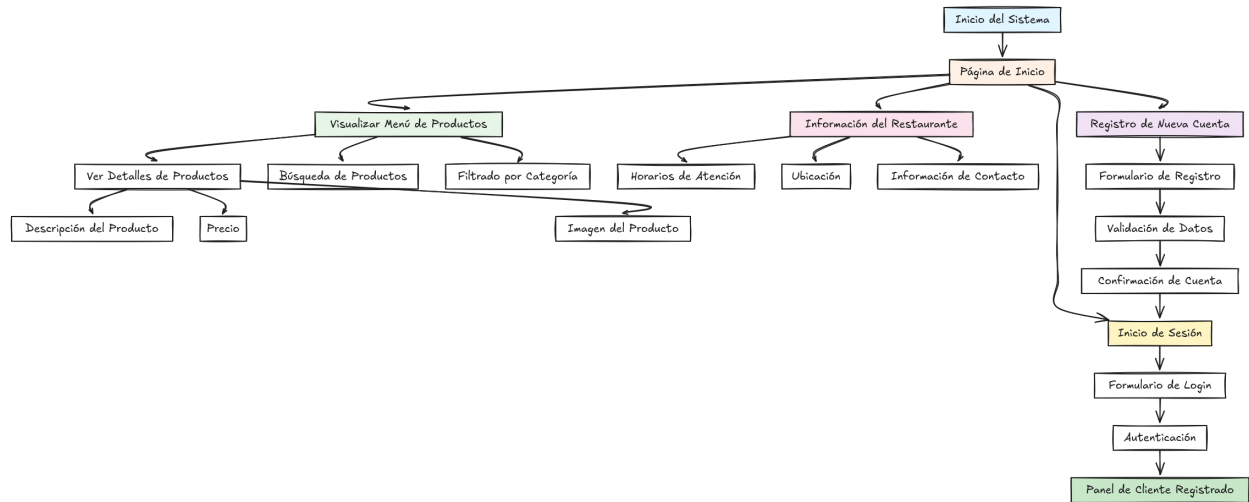 Inicio del Sistema
Página de Inicio
Visualizar Menú de Productos
Información del Restaurante
Registro de Nueva Cuenta
Ver Detalles de Productos
Búsqueda de Productos
Filtrado por Categoría
Horarios de Atención
Ubicación
Información de Contacto
Formulario de Registro
Descripción del Producto
Precio
Imagen del Producto
Validación de Datos
Confirmación de Cuenta
Inicio de Sesión
Formulario de Login
Autenticación
Panel de Cliente Registrado